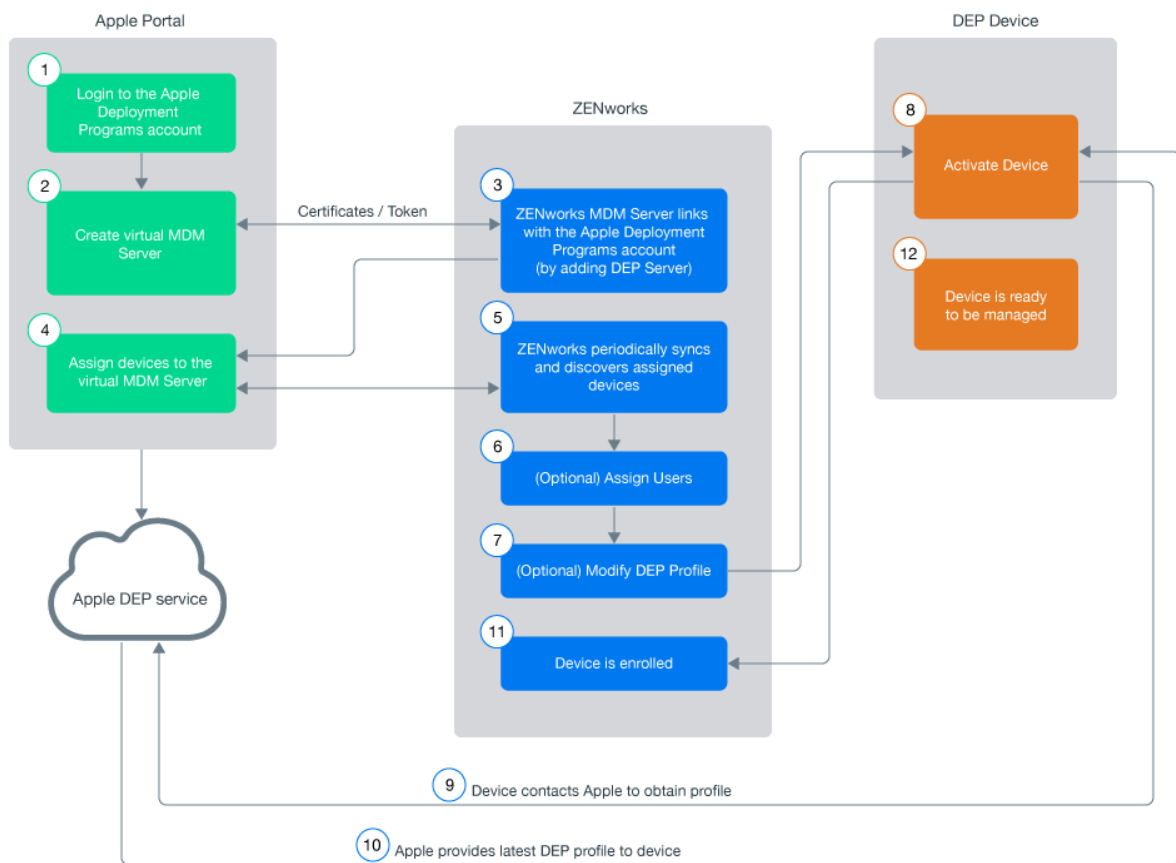 Apple Portal
DEP Device
ZENworks
1
Login to the Apple
Deployment
Programs account
2
Create virtual MDM
Server
Certificates / Token
3
ZENworks MDM Server links
with the Apple Deployment
Programs account
(by adding DEP Server)
4
Assign devices to the
virtual MDM Server
5
ZENworks periodically syncs
and discovers assigned
devices
6
(Optional) Assign Users
7
(Optional) Modify DEP Profile
8
Activate Device
12
Device is ready
to be managed
Apple DEP service
11
Device is enrolled
9 Device contacts Apple to obtain profile
10 Apple provides latest DEP profile to device